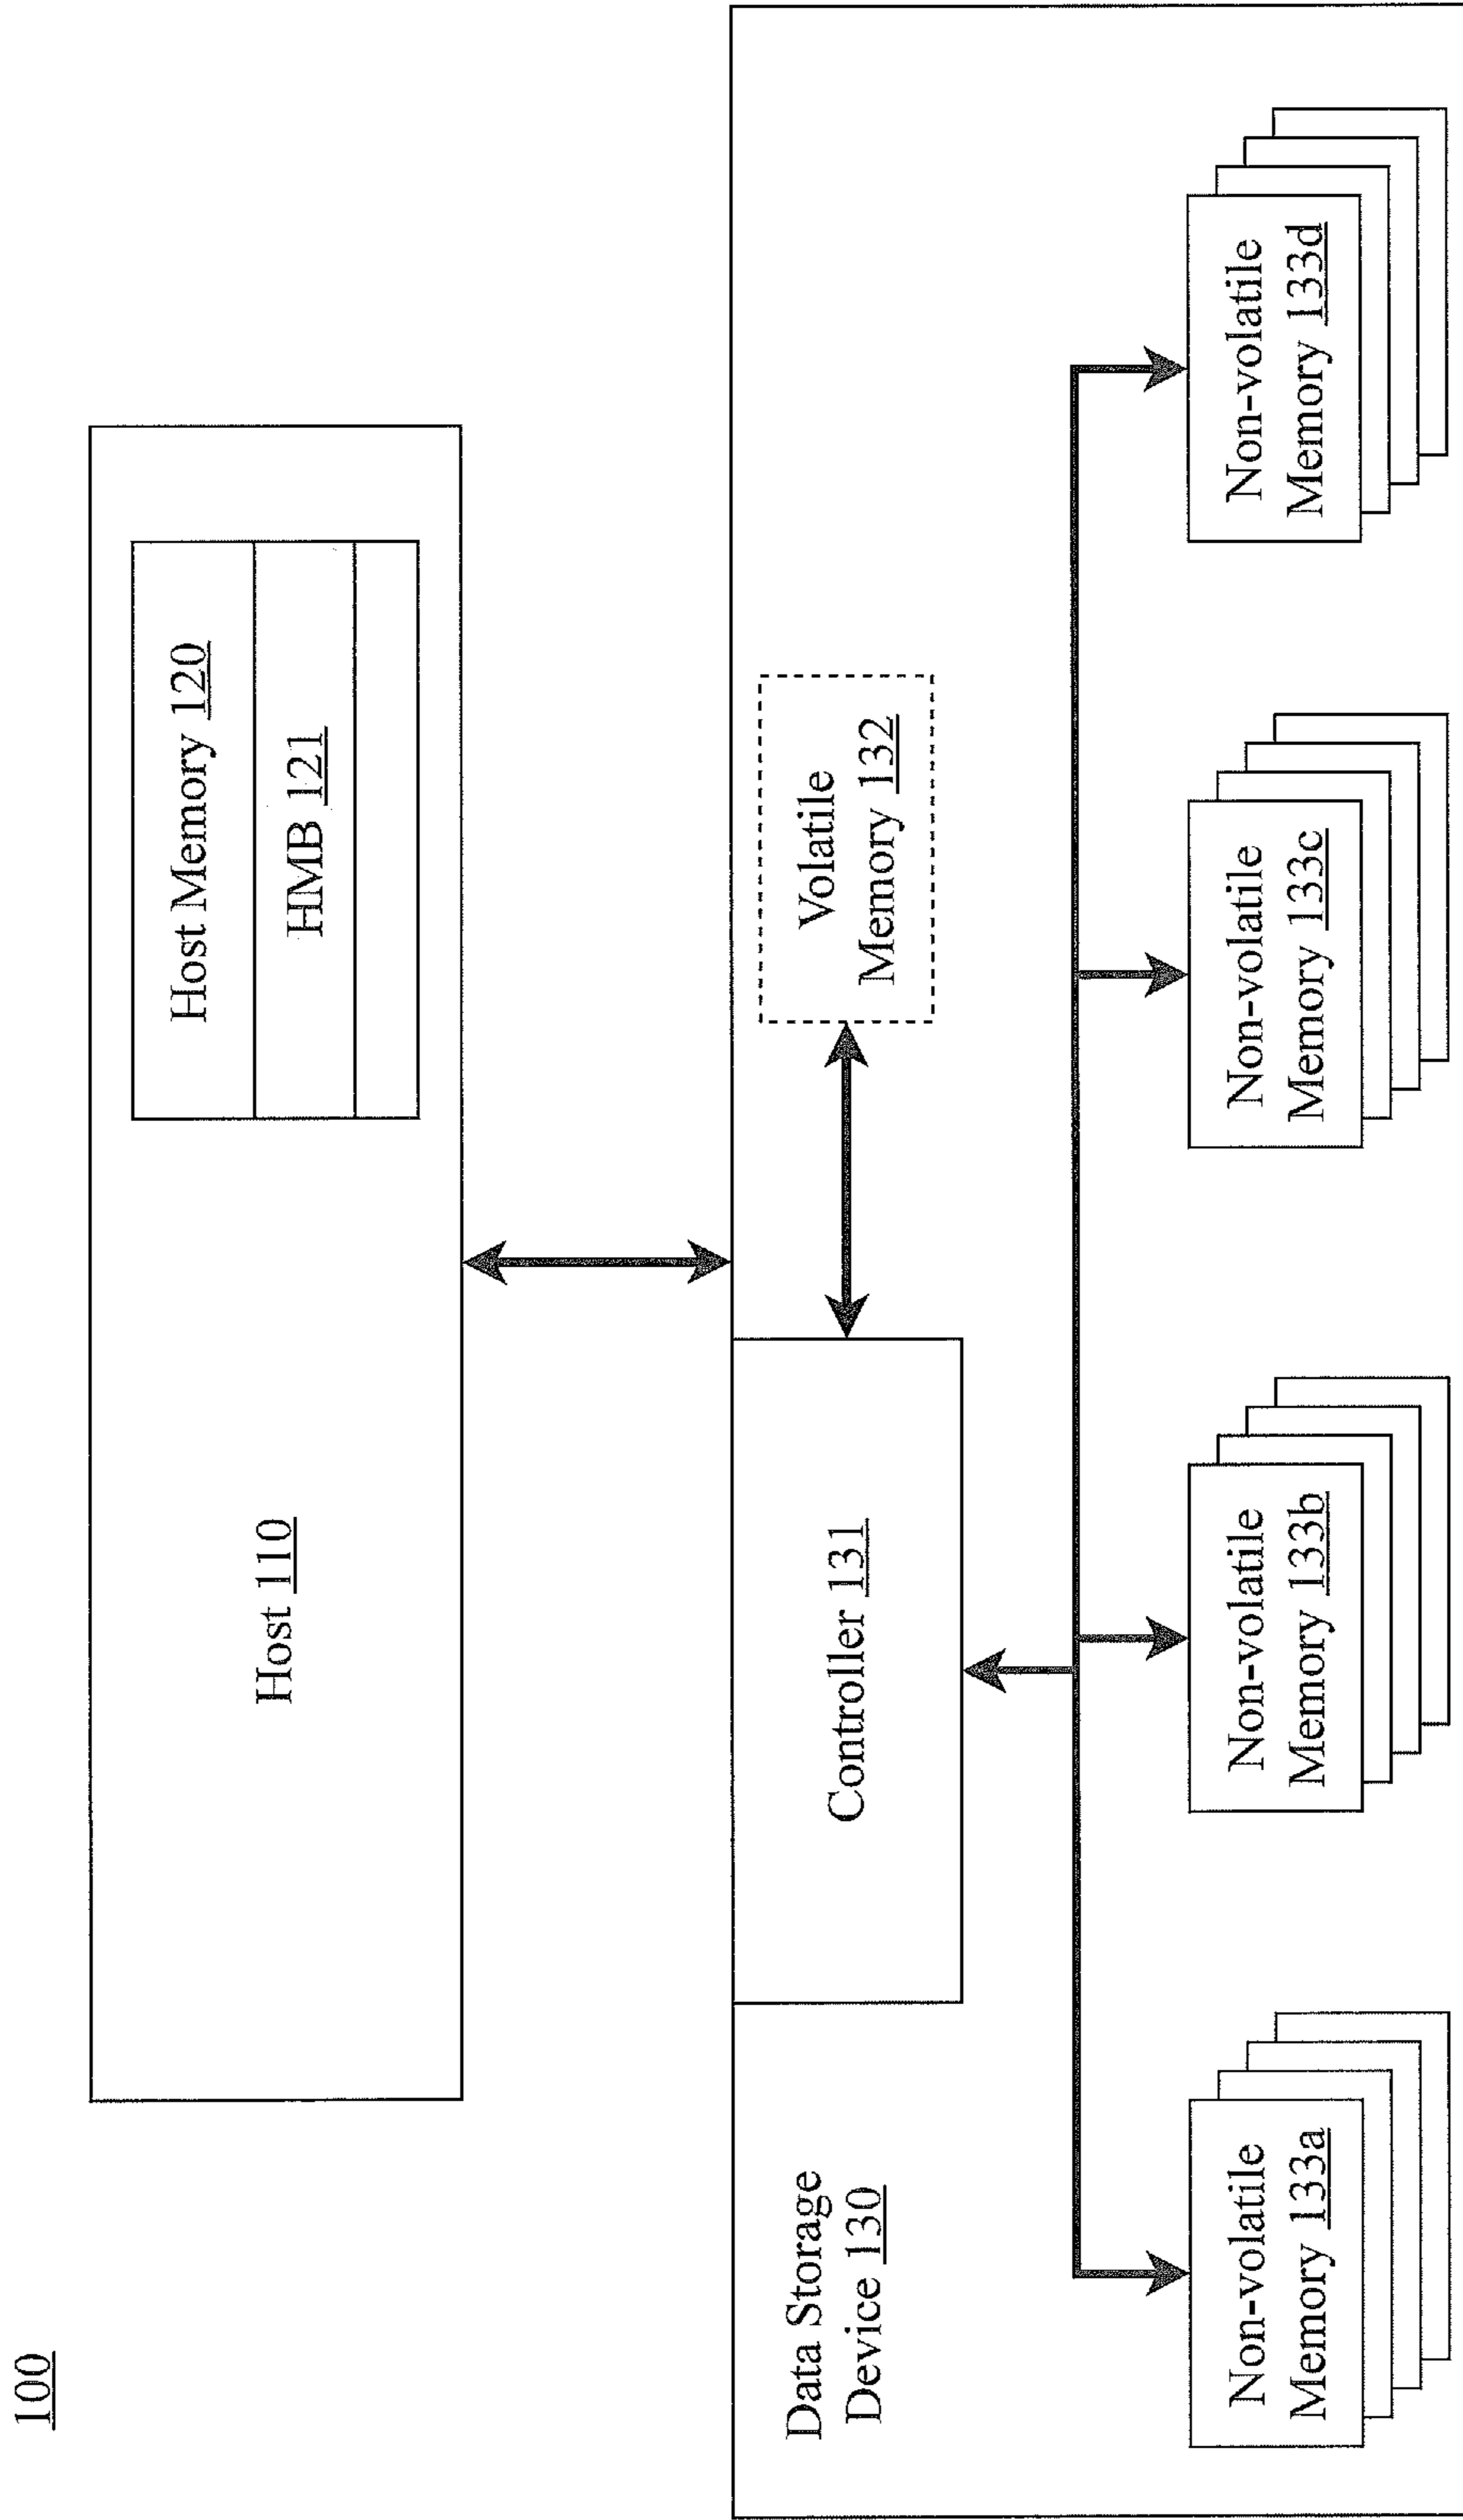 100
Host 110
Host Memory 120
HMB 121
Data Storage
Device 130
Controller 131
Volatile
Memory 132
Non-volatile
Memory 133a
Non-volatile
Memory 133b
Non-volatile
Memory 133c
Non-volatile
Memory 133d